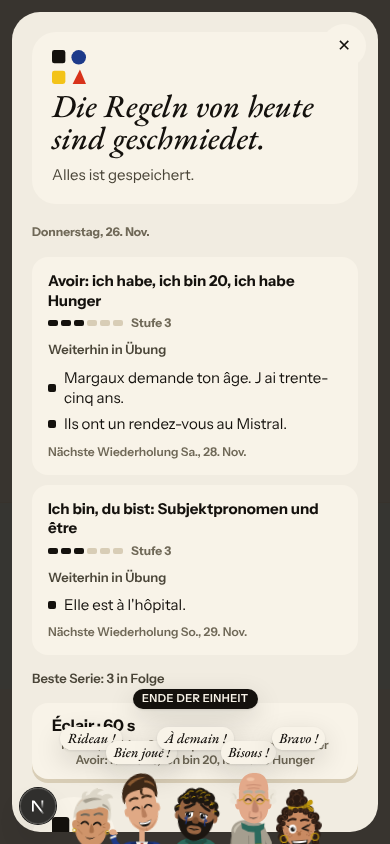 ✕
Die Regeln von heute
sind geschmiedet.
Alles ist gespeichert.
Donnerstag, 26. Nov.
Avoir: ich habe, ich bin 20, ich habe
Hunger
Stufe 3
Weiterhin in Übung
Margaux demande ton âge. J ai trente-
cinq ans.
Ils ont un rendez-vous au Mistral.
Nächste Wiederholung Sa., 28. Nov.
Ich bin, du bist: Subjektpronomen und
être
Stufe 3
Weiterhin in Übung
Elle est à l'hôpital.
Nächste Wiederholung So., 29. Nov.
Beste Serie: 3 in Folge
ENDE DER EINHEIT
Éclair · 60 s
Rideau !
À demain !
Bravo !
Bien joué !
Bisous !
Avoir:
Hunger
N